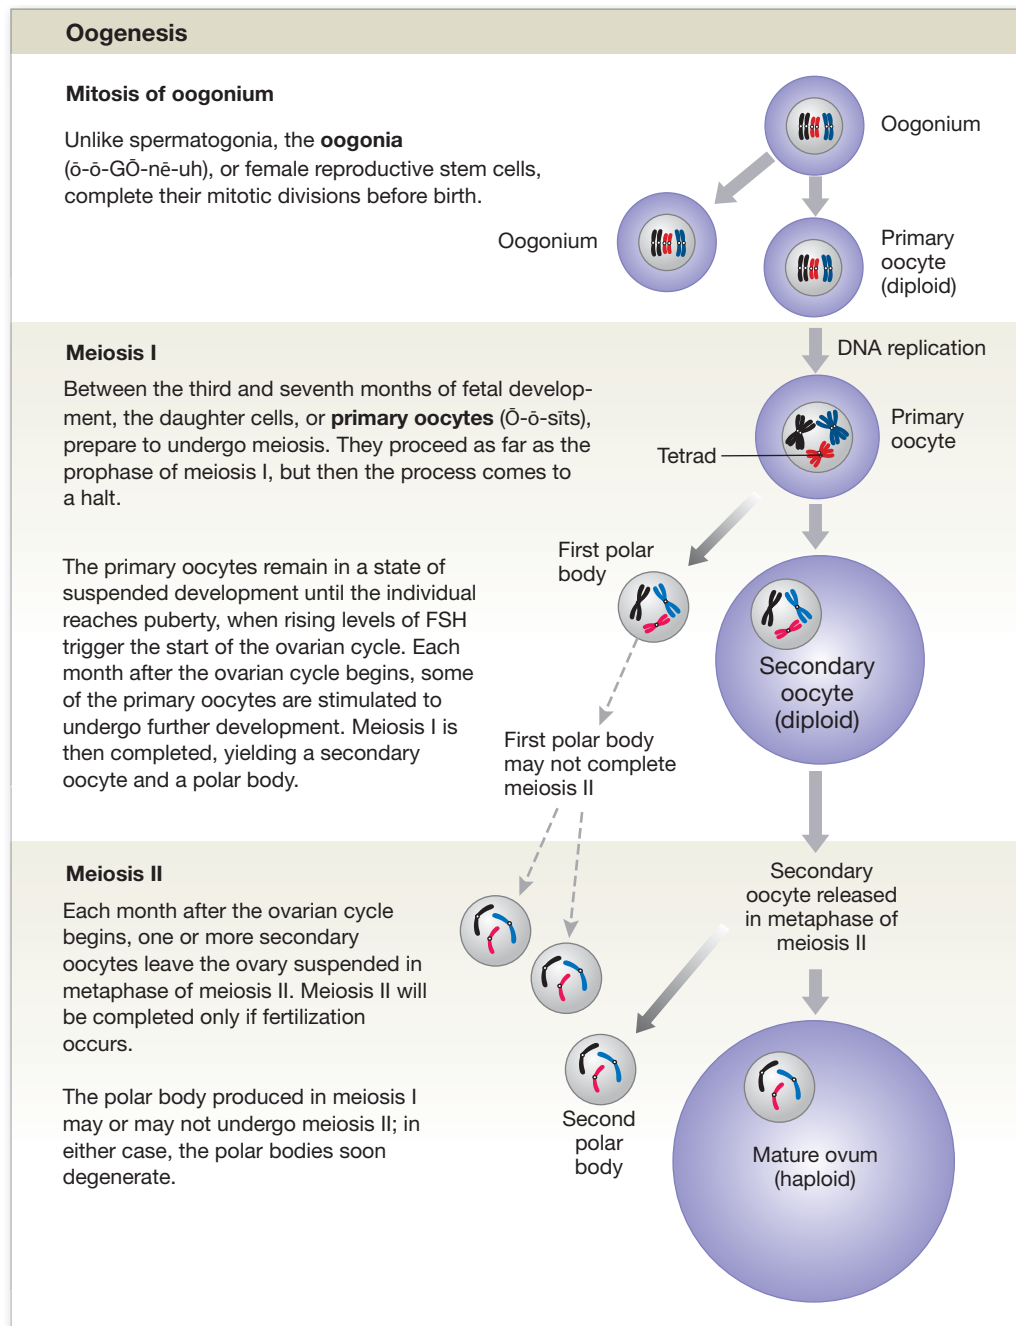 Oogenesis
Mitosis of oogonium
Unlike spermatogonia, the oogonia
(ō-ō-GŌ-nē-uh), or female reproductive stem cells,
complete their mitotic divisions before birth.
Oogonium
Oogonium
Primary
oocyte
(diploid)
Meiosis I
Between the third and seventh months of fetal develop-
ment, the daughter cells, or primary oocytes (Ō-ō-sīts),
prepare to undergo meiosis. They proceed as far as the
prophase of meiosis I, but then the process comes to
a halt.
DNA replication
Primary
oocyte
Tetrad
The primary oocytes remain in a state of
suspended development until the individual
reaches puberty, when rising levels of FSH
trigger the start of the ovarian cycle. Each
month after the ovarian cycle begins, some
of the primary oocytes are stimulated to
undergo further development. Meiosis I is
then completed, yielding a secondary
oocyte and a polar body.
First polar
body
Secondary
oocyte
(diploid)
First polar body
may not complete
meiosis II
Meiosis II
Each month after the ovarian cycle
begins, one or more secondary
oocytes leave the ovary suspended in
metaphase of meiosis II. Meiosis II will
be completed only if fertilization
occurs.
The polar body produced in meiosis I
may or may not undergo meiosis II; in
either case, the polar bodies soon
degenerate.
Secondary
oocyte released
in metaphase of
meiosis II
Second
polar
body
Mature ovum
(haploid)